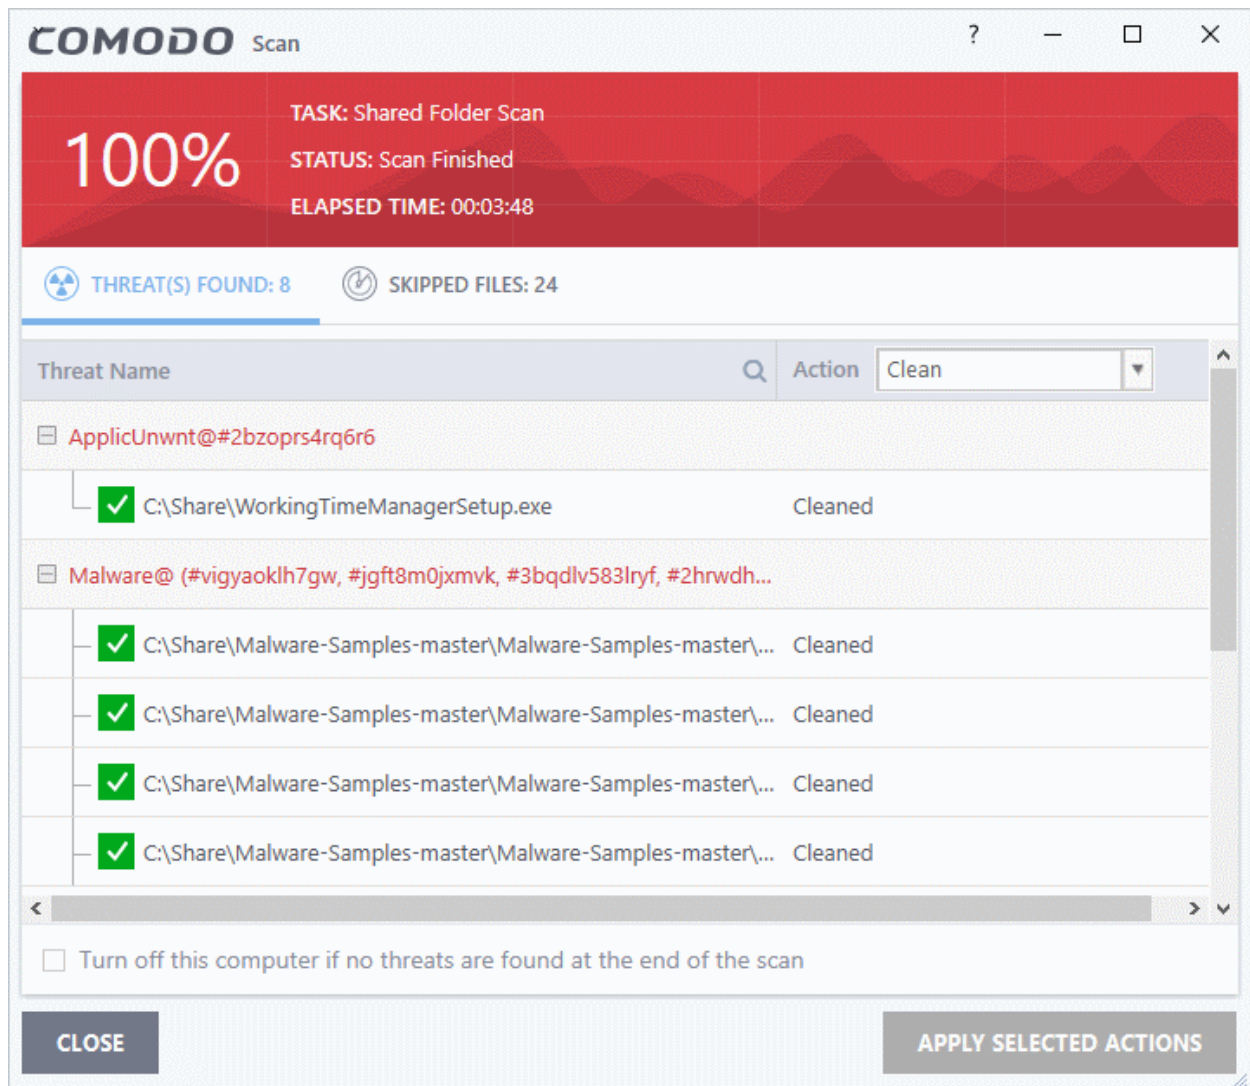 COMODO Scan ?
100%
TASK: Shared Folder Scan
STATUS: Scan Finished
ELAPSED TIME: 00:03:48
THREAT(S) FOUND: 8 SKIPPED FILES: 24
Threat Name Action Clean
ApplicUnwnt@#2bzoprs4rq6r6
C:\Share\WorkingTimeManagerSetup.exe Cleaned
Malware@ (#vigyaoklh7gw, #jgft8m0jxmvk, #3bqdlv583lryf, #2hrwdh...
C:\Share\Malware-Samples-master\Malware-Samples-master\... Cleaned
C:\Share\Malware-Samples-master\Malware-Samples-master\... Cleaned
C:\Share\Malware-Samples-master\Malware-Samples-master\... Cleaned
C:\Share\Malware-Samples-master\Malware-Samples-master\... Cleaned
Turn off this computer if no threats are found at the end of the scan
CLOSE APPLY SELECTED ACTIONS